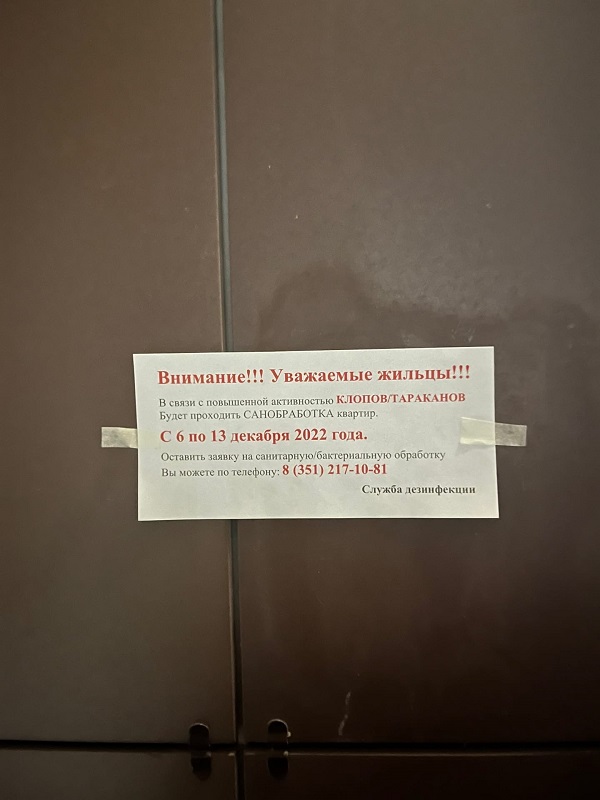 Внимание!!! Уважаемые жильцы!!!
В связи с повышенной активностью КЛОПОВ/ТАРАКАНОВ
Будет проходить САНОБРАБОТКА квартир.
С 6 по 13 декабря 2022 года.
Оставить заявку на санитарную/бактериальную обработку
Вы можете по телефону: 8 (351) 217-10-81
Служба дезинфекции